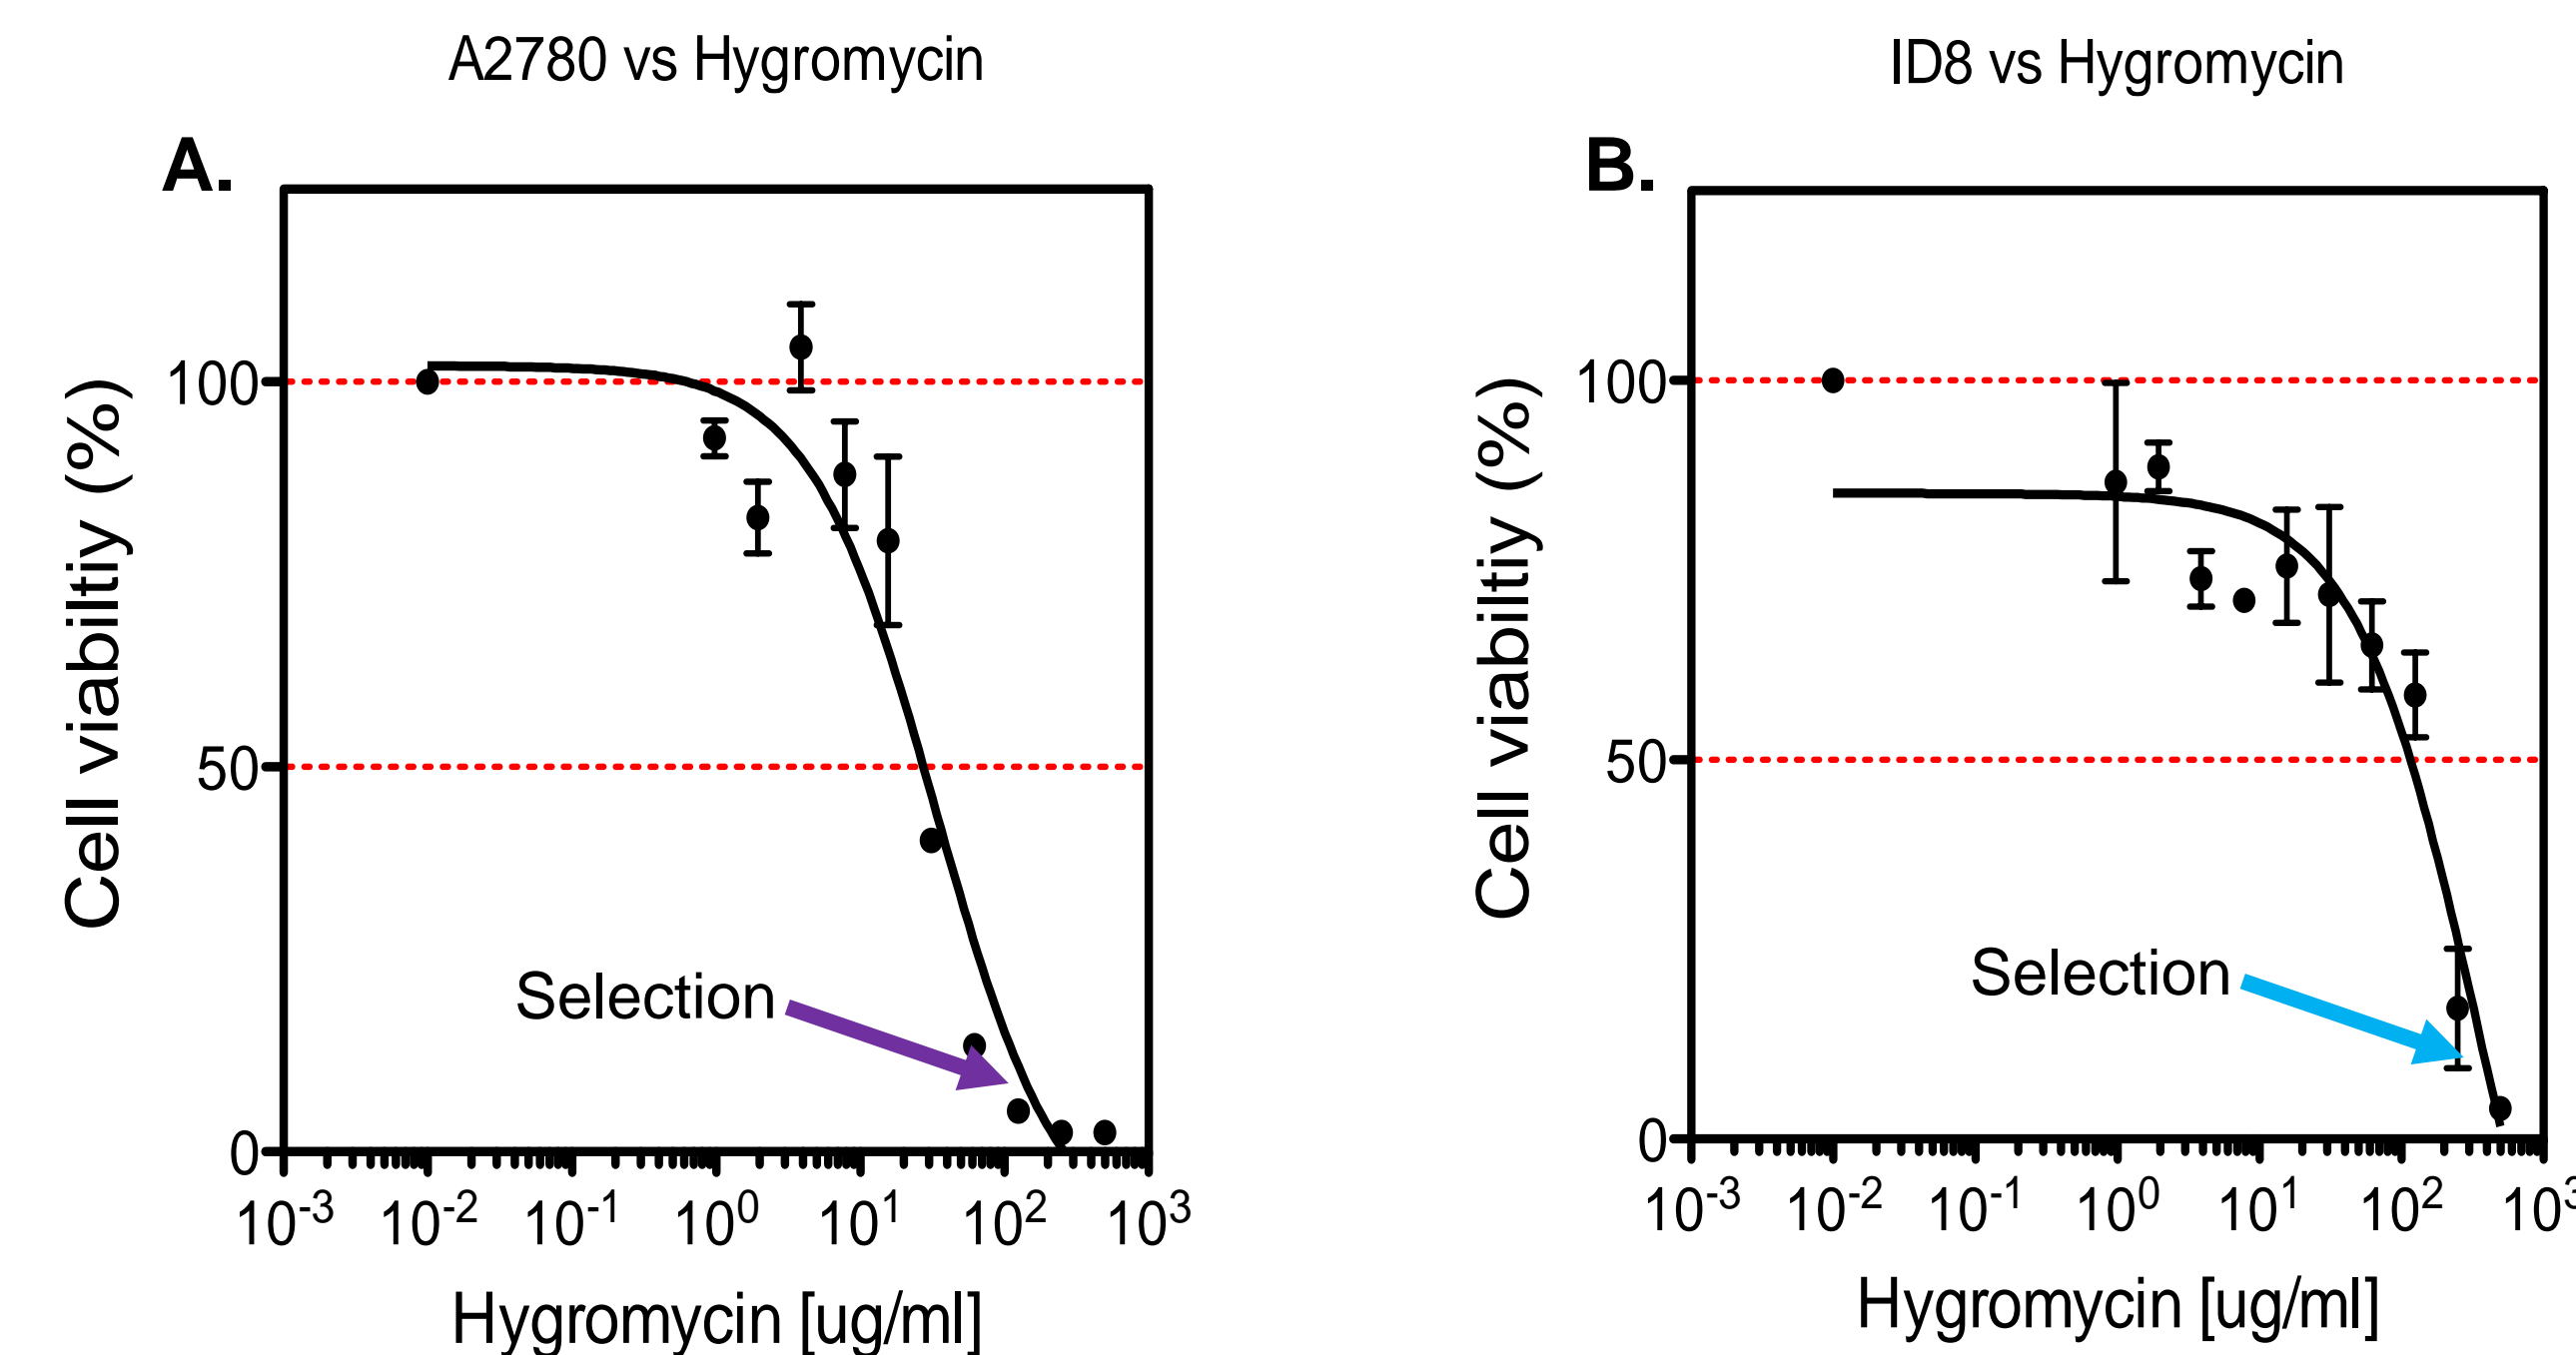 A2780 vs Hygromycin
A.
Cell viabiltiy (%)
100
50
0
Selection
10-3 10-2 10-1 100 101 102 103
Hygromycin [ug/ml]
ID8 vs Hygromycin
B.
Cell viabiltiy (%)
100
50
0
Selection
10-3 10-2 10-1 100 101 102 103
Hygromycin [ug/ml]